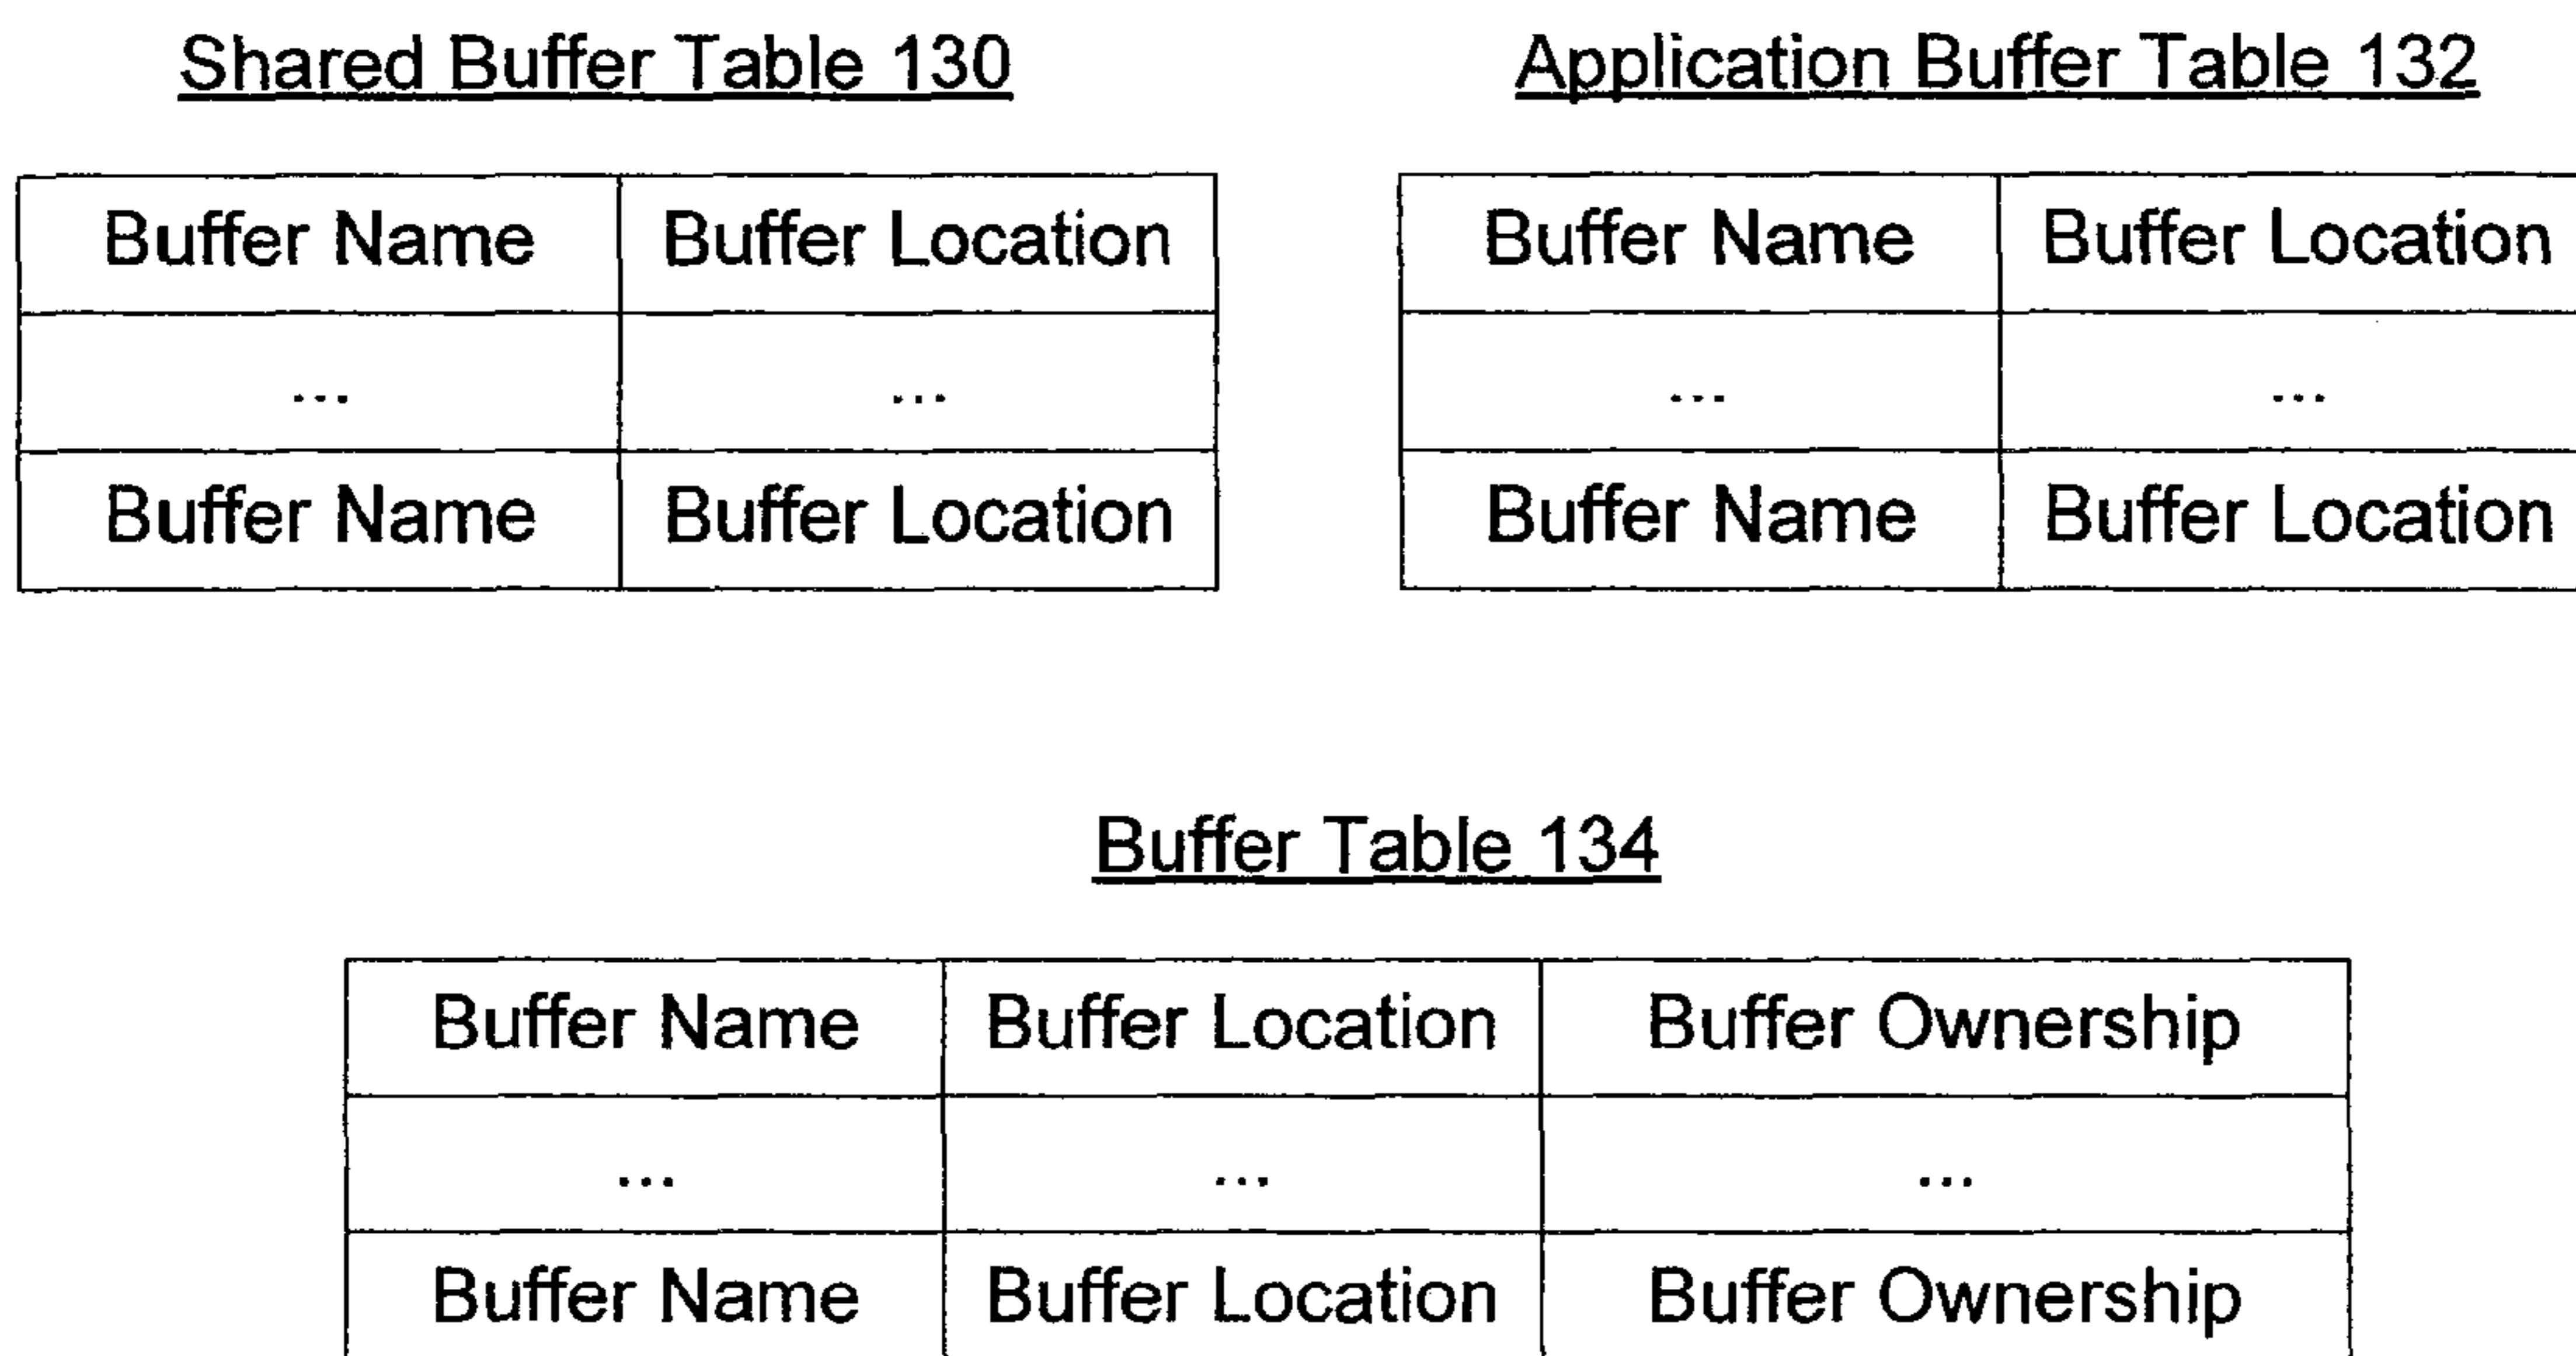 Shared Buffer Table 130
Buffer Name Buffer Location
... ...
Buffer Name Buffer Location
Application Buffer Table 132
Buffer Name Buffer Location
... ...
Buffer Name Buffer Location
Buffer Table 134
Buffer Name Buffer Location Buffer Ownership
... ... ...
Buffer Name Buffer Location Buffer Ownership